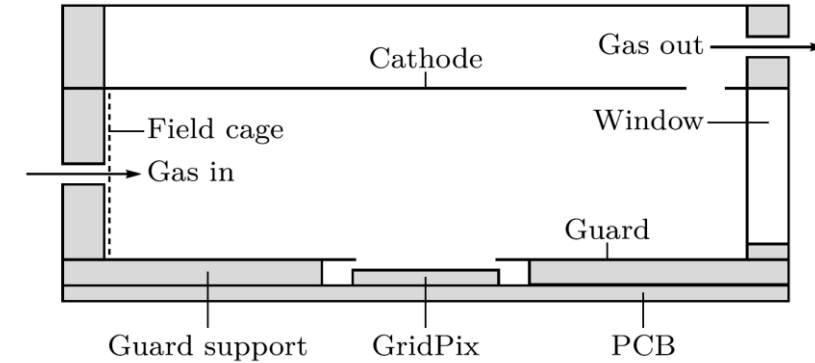 Gas out
Cathode
Window
Field cage
Gas in
Guard
Guard support
GridPix
PCB